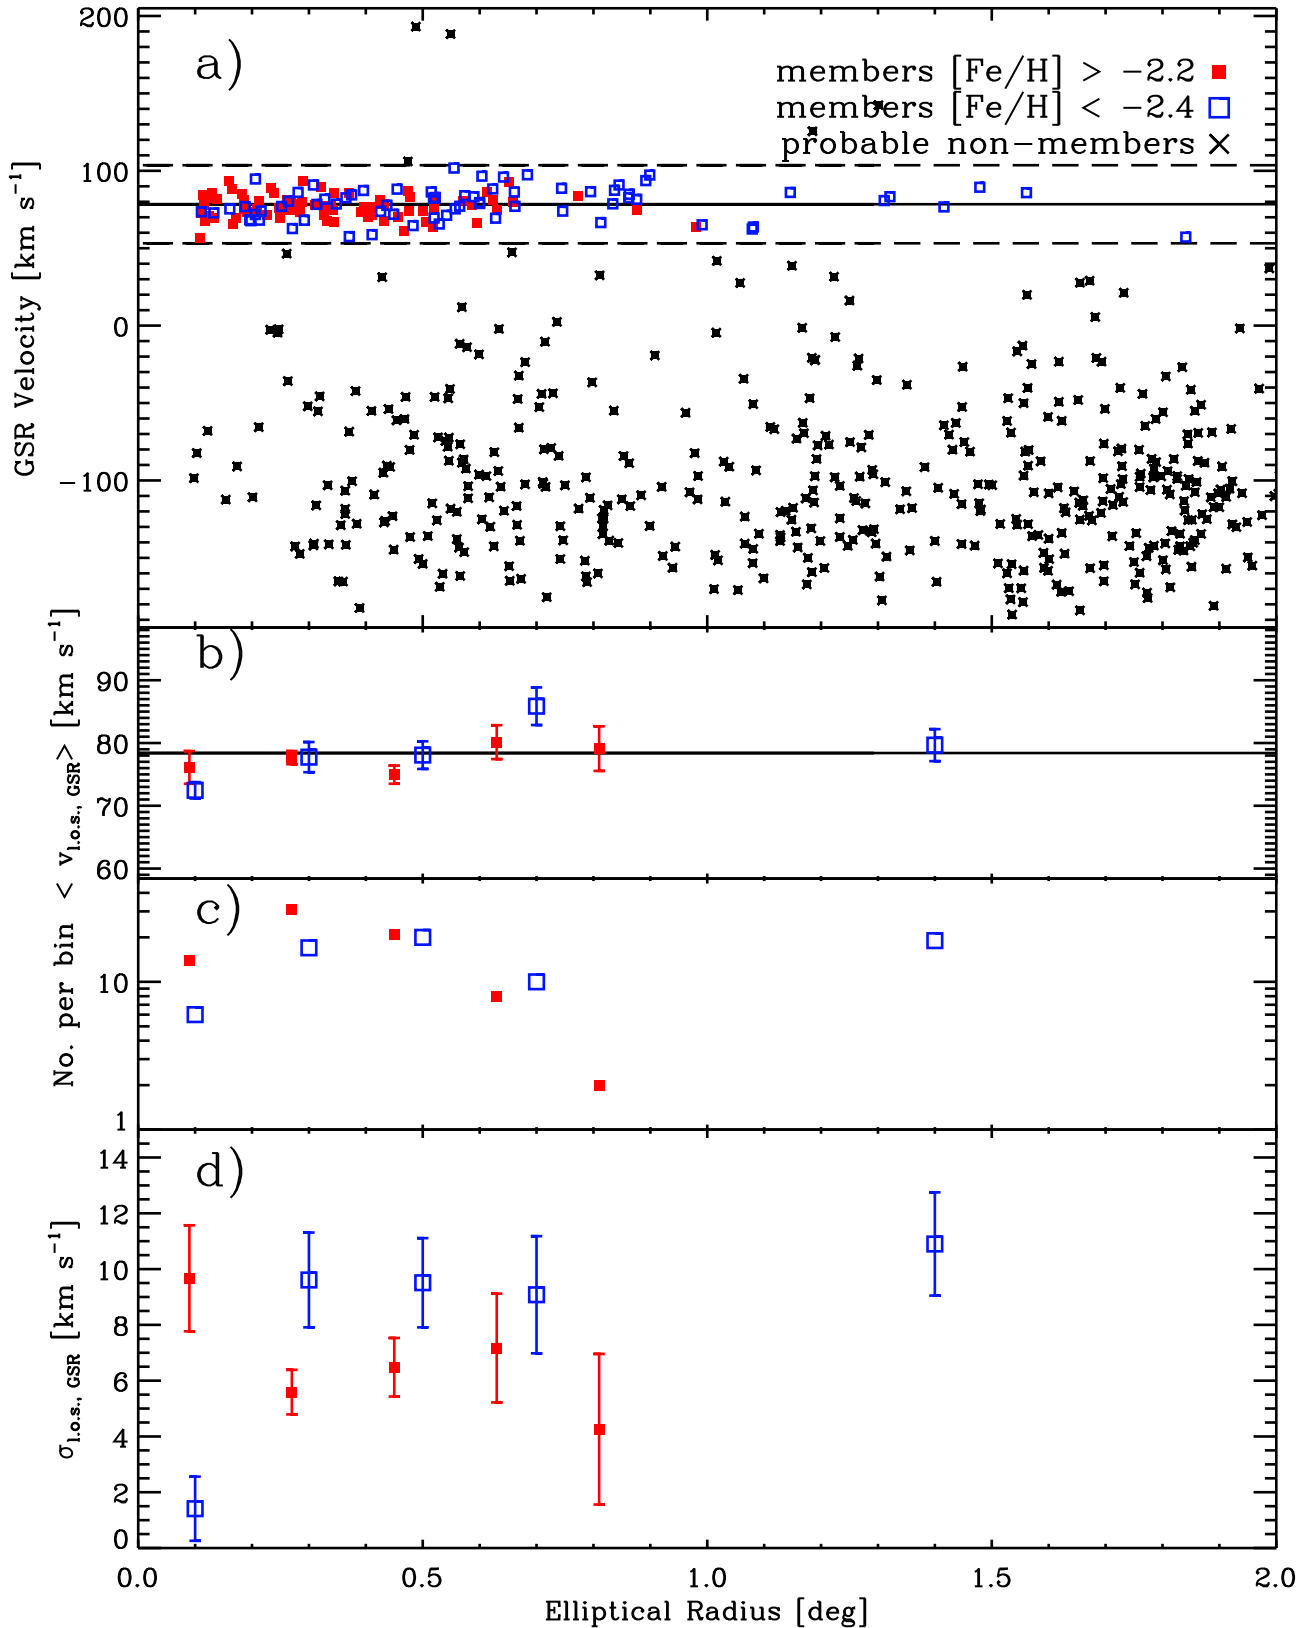 a)
members [Fe/H] > −2.2
members [Fe/H] < −2.4
probable non−members
200
100
0
−100
GSR Velocity [km s⁻¹]
b)
90
80
70
60
< v l.o.s., GSR > [km s⁻¹]
c)
10
1
No. per bin
d)
14
12
10
8
6
4
2
0
σ l.o.s., GSR [km s⁻¹]
0.0
0.5
1.0
1.5
2.0
Elliptical Radius [deg]